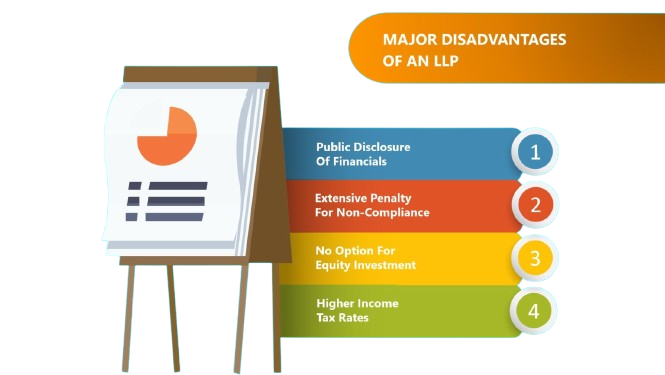 MAJOR DISADVANTAGES
OF AN LLP
Public Disclosure
Of Financials
1
Extensive Penalty
For Non-Compliance
2
No Option For
Equity Investment
3
Higher Income
Tax Rates
4